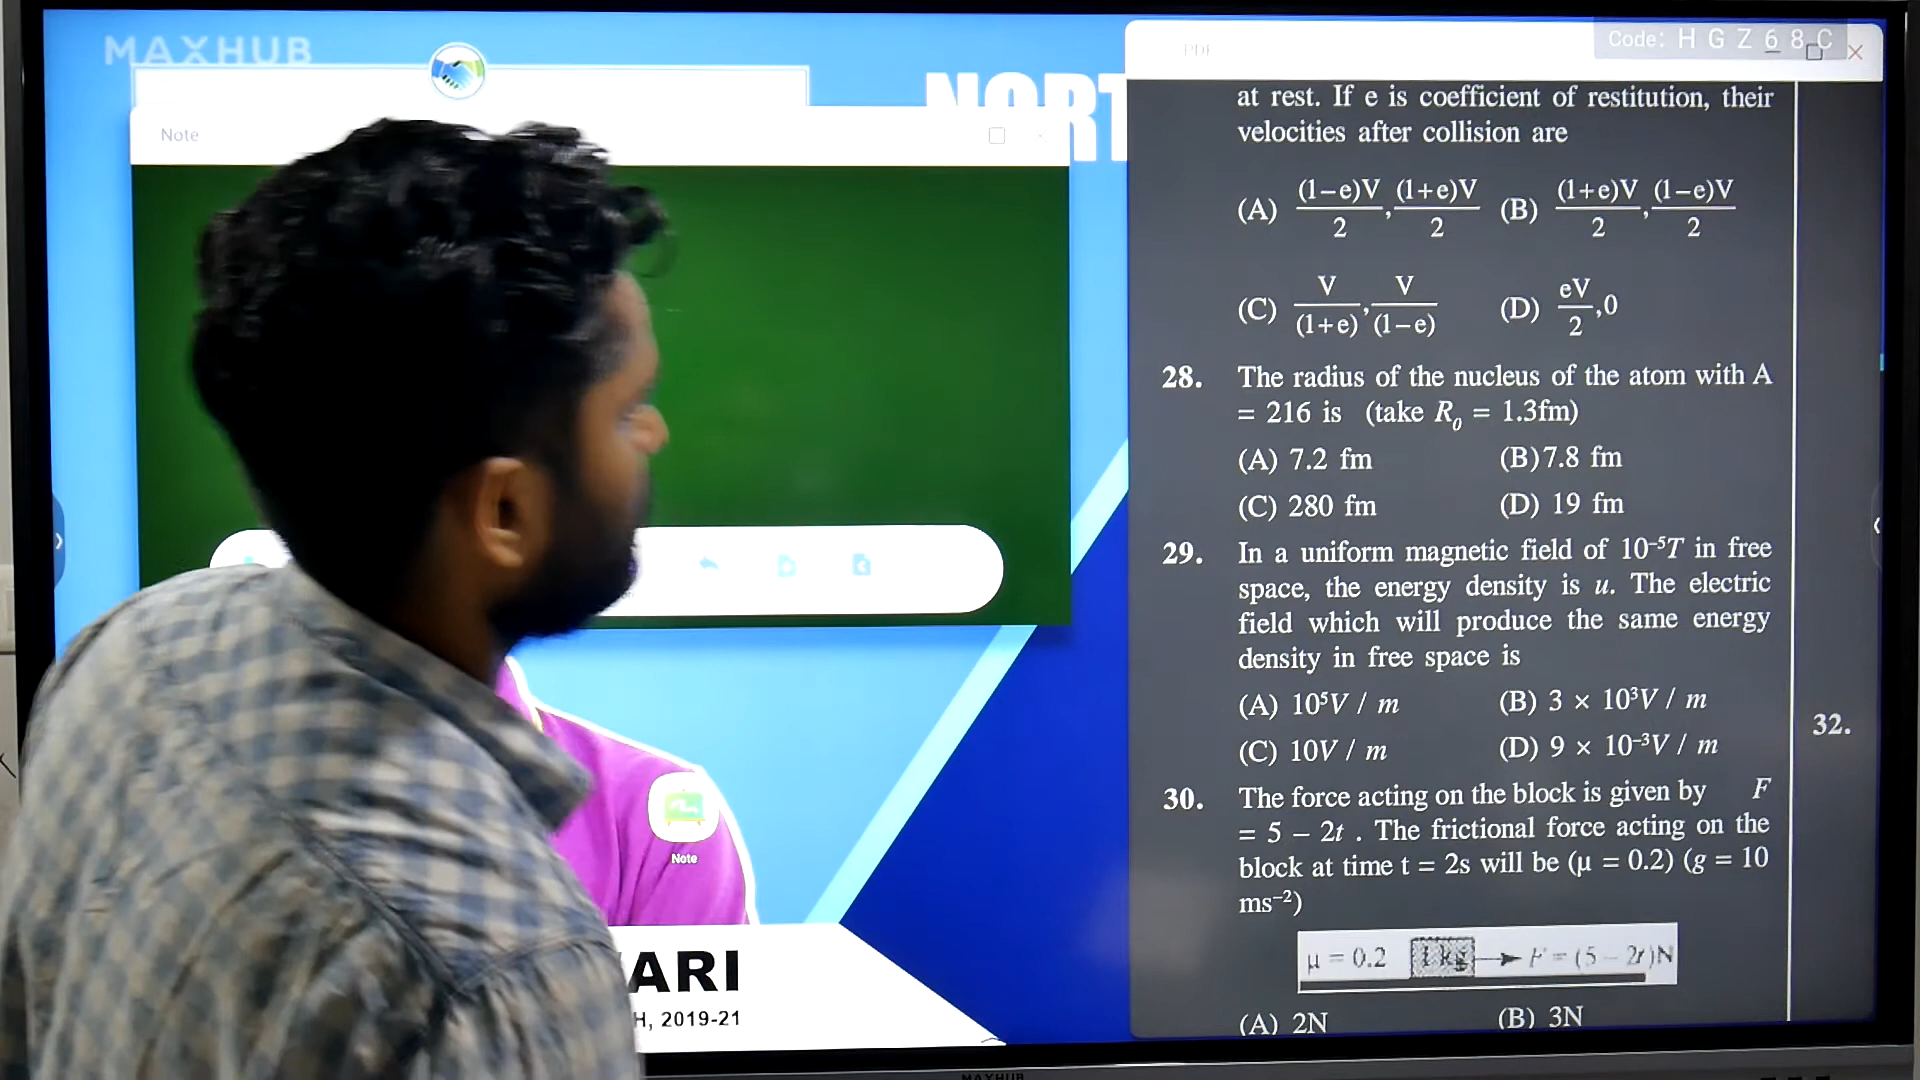 MAXHUB
NORT
Note
PDF
Code: H G Z 6 8 C
at rest. If e is coefficient of restitution, their
velocities after collision are
(A) (1−e)V/2, (1+e)V/2 (B) (1+e)V/2, (1−e)V/2
(C) V/(1+e), V/(1−e) (D) eV/2, 0
28. The radius of the nucleus of the atom with A
= 216 is (take R₀ = 1.3fm)
(A) 7.2 fm (B)7.8 fm
(C) 280 fm (D) 19 fm
29. In a uniform magnetic field of 10⁻⁵T in free
space, the energy density is u. The electric
field which will produce the same energy
density in free space is
(A) 10⁵V / m (B) 3 × 10³V / m
(C) 10V / m (D) 9 × 10⁻³V / m
30. The force acting on the block is given by F
= 5 − 2t . The frictional force acting on the
block at time t = 2s will be (μ = 0.2) (g = 10
ms⁻²)
μ = 0.2 1 kg F = (5 − 2t)N
(A) 2N (B) 3N
32.
Note
ARI
H, 2019-21
MAXHUB